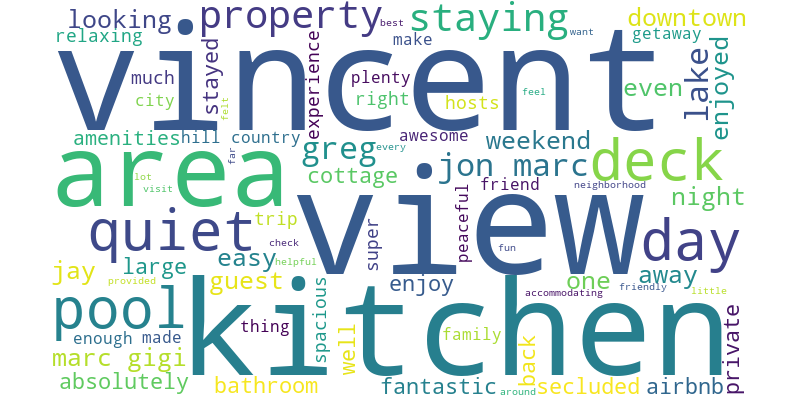 looking
property
best
staying
downtown
relaxing
vincent
want
getaway
make
stayed
experience
much
plenty
even
lake
enjoyed
city
felt
right
hosts
amenities
hill country
awesome
weekend
far
greg
every
area
jon marc
deck
lot
visit
cottage
friend
neighborhood
night
quiet
trip
view
peaceful
day
check
super
fun
easy
helpful
jay
large
guest
enjoy
one
away
provided
friendly
little
pool
kitchen
accommodating
spacious
private
thing
enough
made
well
family
back
marc gigi
absolutely
bathroom
fantastic
around
secluded
airbnb